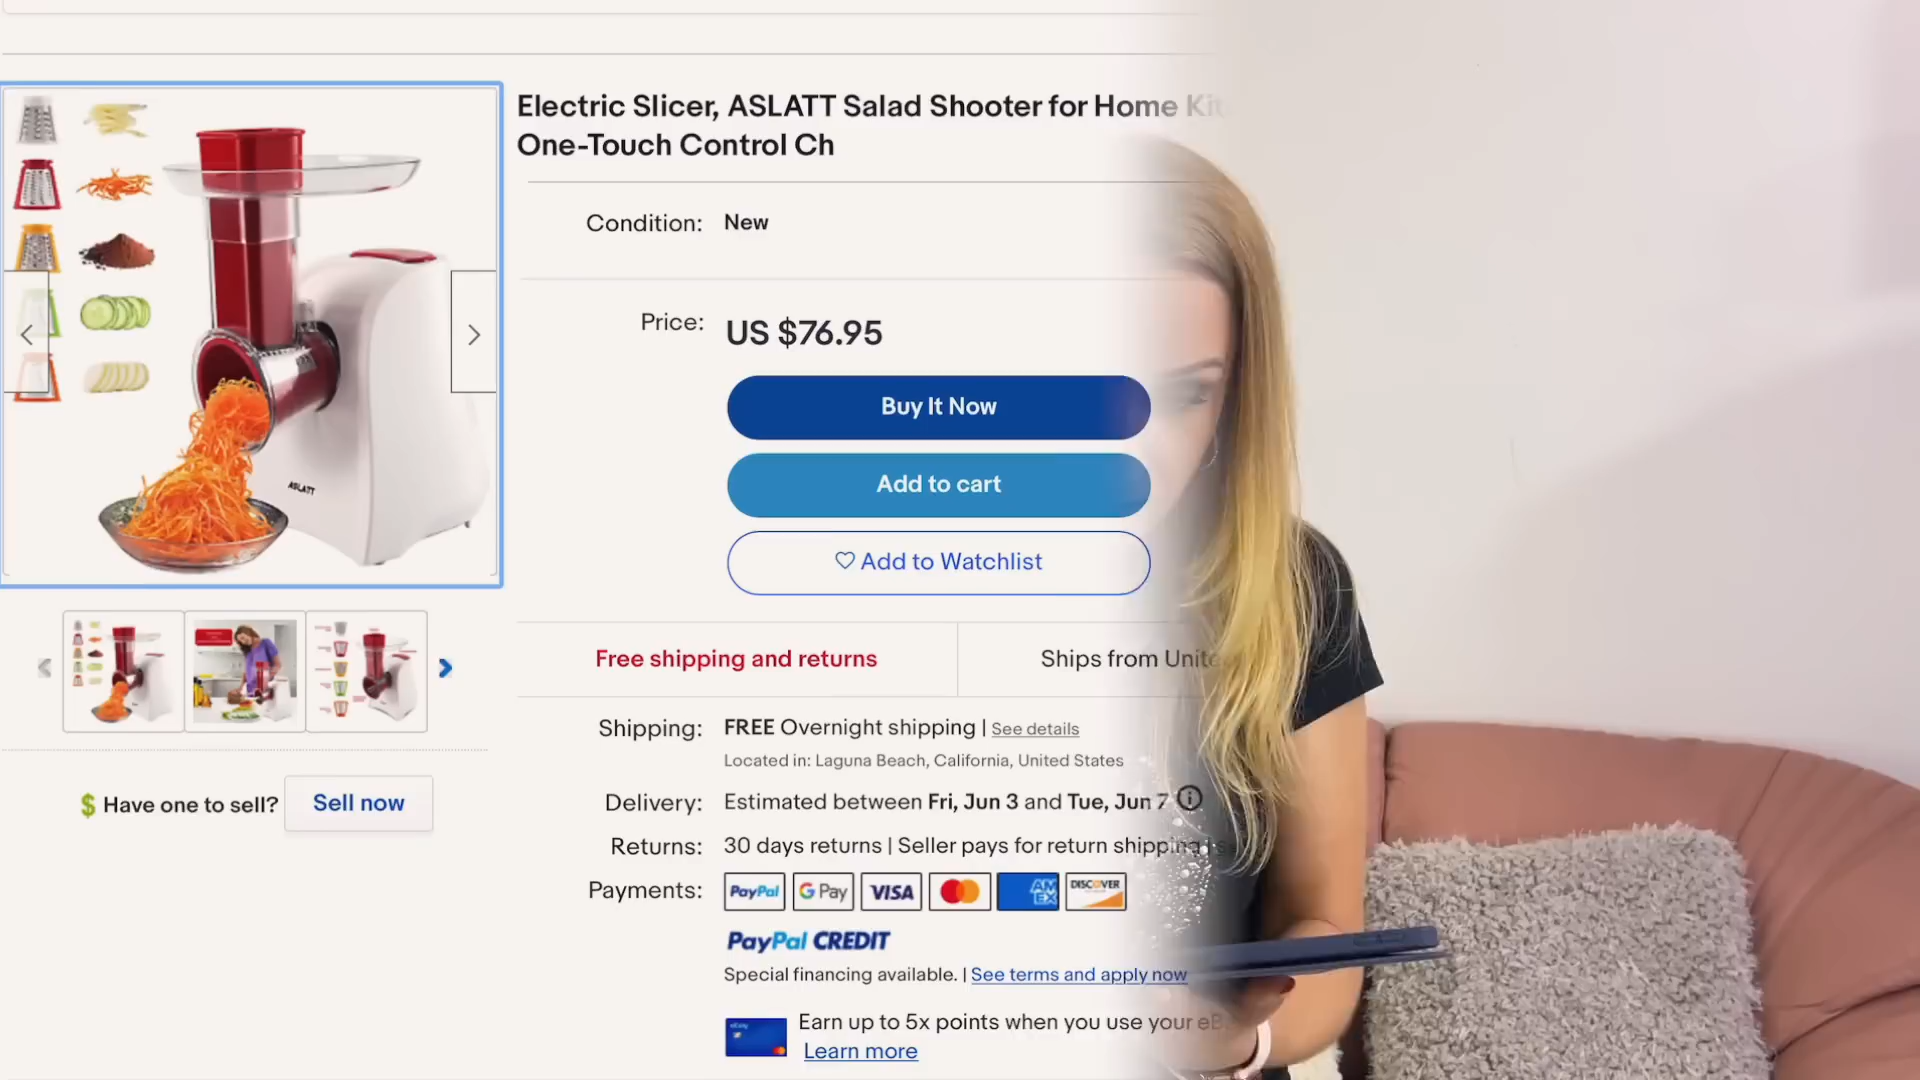 Electric Slicer, ASLATT Salad Shooter for Home
One-Touch Control Ch
Condition: New
Price: US $76.95
Buy It Now
Add to cart
Add to Watchlist
ASLATT
Free shipping and returns
Ships from
Shipping: FREE Overnight shipping | See details
Located in: Laguna Beach, California, United States
Delivery: Estimated between Fri, Jun 3 and Tue, Jun 7
Have one to sell? Sell now
Returns: 30 days returns | Seller pays for return shipping |
Payments: PayPal G Pay VISA AM EX DISCOVER
PayPal CREDIT
Special financing available. | See terms and apply now
Earn up to 5x points when you use your
Learn more